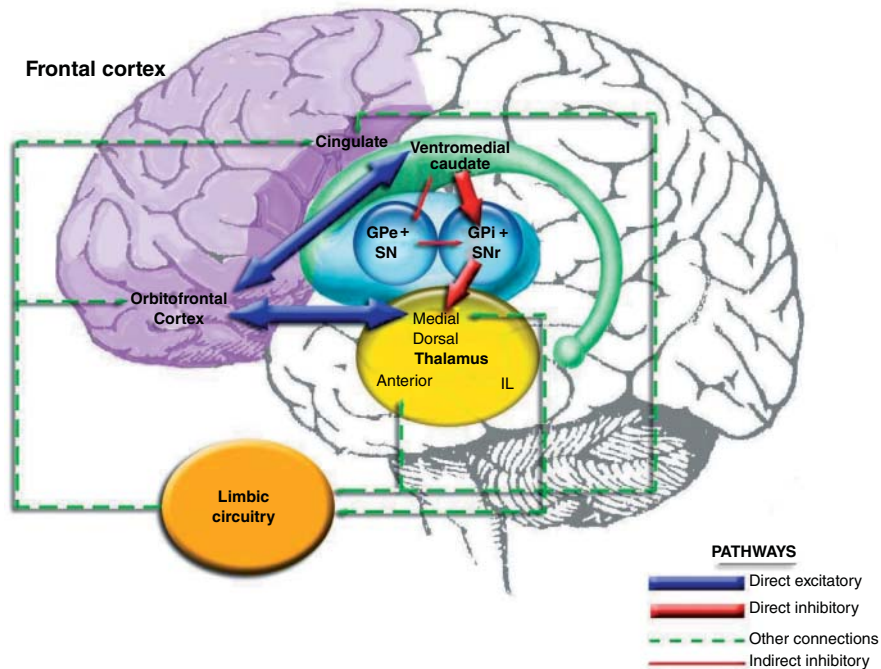 Frontal cortex
Cingulate
Ventromedial
caudate
GPe +
SN
GPi +
SNr
Orbitofrontal
Cortex
Medial
Dorsal
Thalamus
Anterior
IL
Limbic
circuitry
PATHWAYS
Direct excitatory
Direct inhibitory
Other connections
Indirect inhibitory